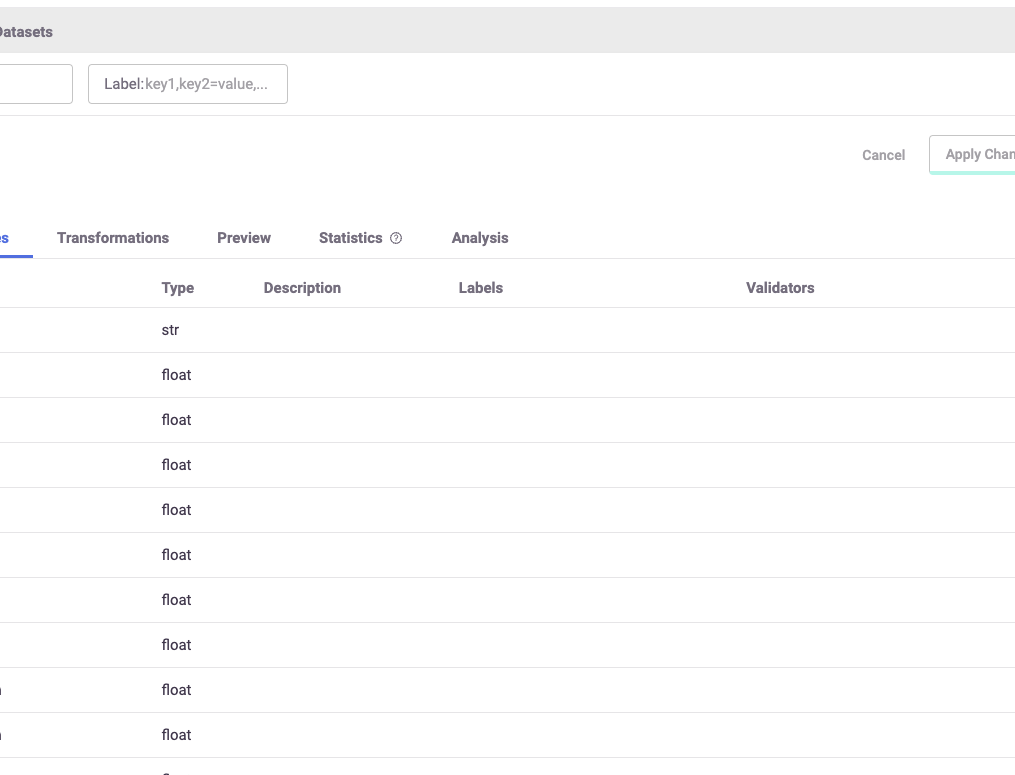 Datasets
Label:key1,key2=value,...
Cancel Apply Chan
es Transformations Preview Statistics Analysis
Type Description Labels Validators
str
float
float
float
float
float
float
float
float
float